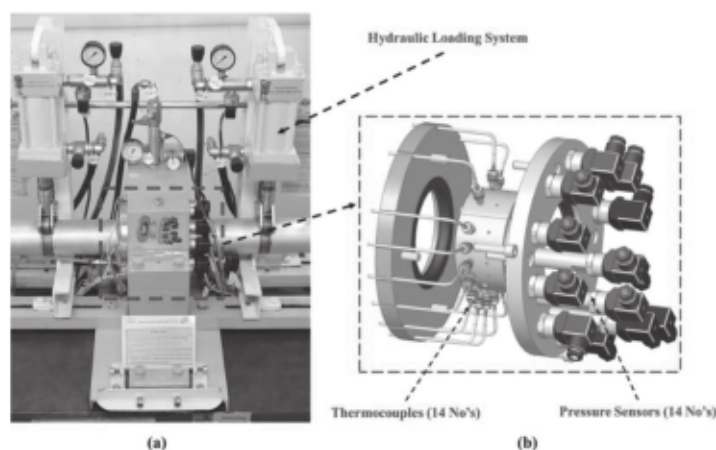 Hydraulic Loading System
Thermocouples (14 No's)
Pressure Sensors (14 No's)
(a)
(b)